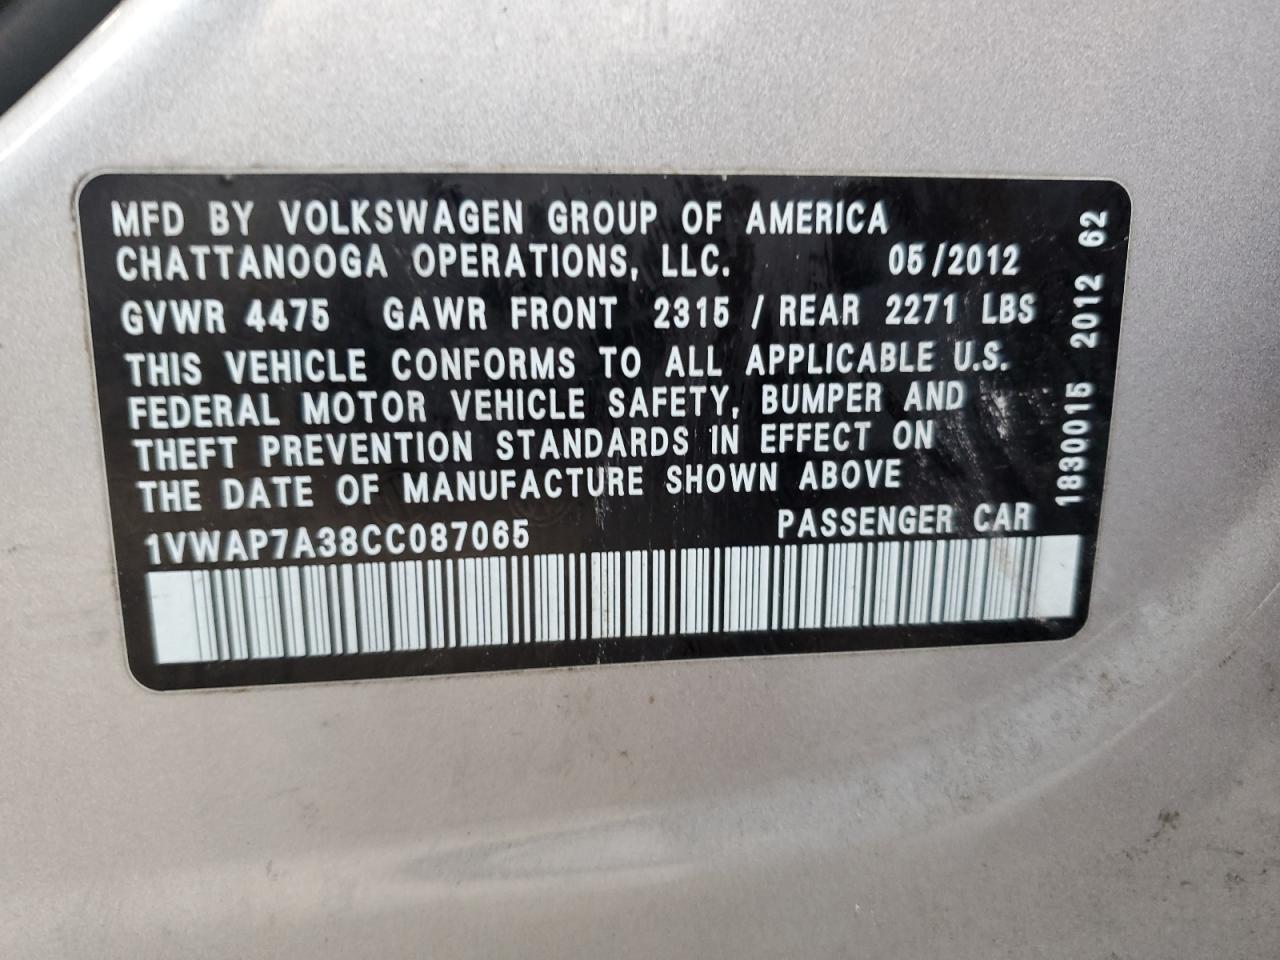 MFD BY VOLKSWAGEN GROUP OF AMERICA
CHATTANOOGA OPERATIONS, LLC. 05/2012
GVWR 4475 GAWR FRONT 2315 / REAR 2271 LBS
THIS VEHICLE CONFORMS TO ALL APPLICABLE U.S.
FEDERAL MOTOR VEHICLE SAFETY, BUMPER AND
THEFT PREVENTION STANDARDS IN EFFECT ON
THE DATE OF MANUFACTURE SHOWN ABOVE
1VWAP7A38CC087065 PASSENGER CAR
1830015 2012 62